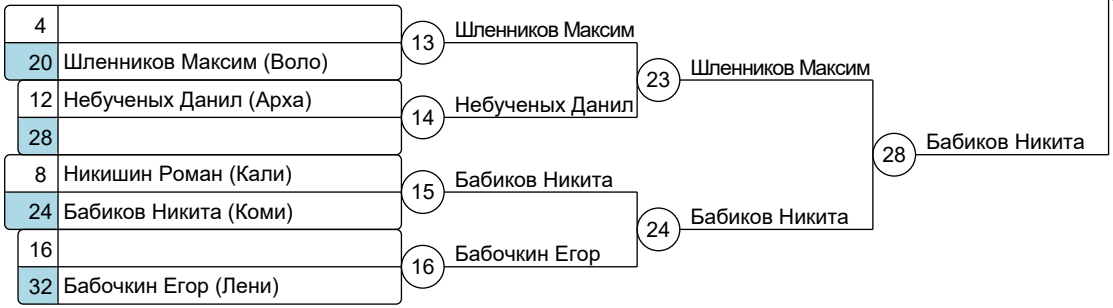 4
20 Шленников Максим (Воло)
12 Небученых Данил (Арха)
28
8 Никишин Роман (Кали)
24 Бабиков Никита (Коми)
16
32 Бабочкин Егор (Лени)
13 Шленников Максим
14 Небученых Данил
15 Бабиков Никита
16 Бабочкин Егор
23 Шленников Максим
24 Бабиков Никита
28 Бабиков Никита